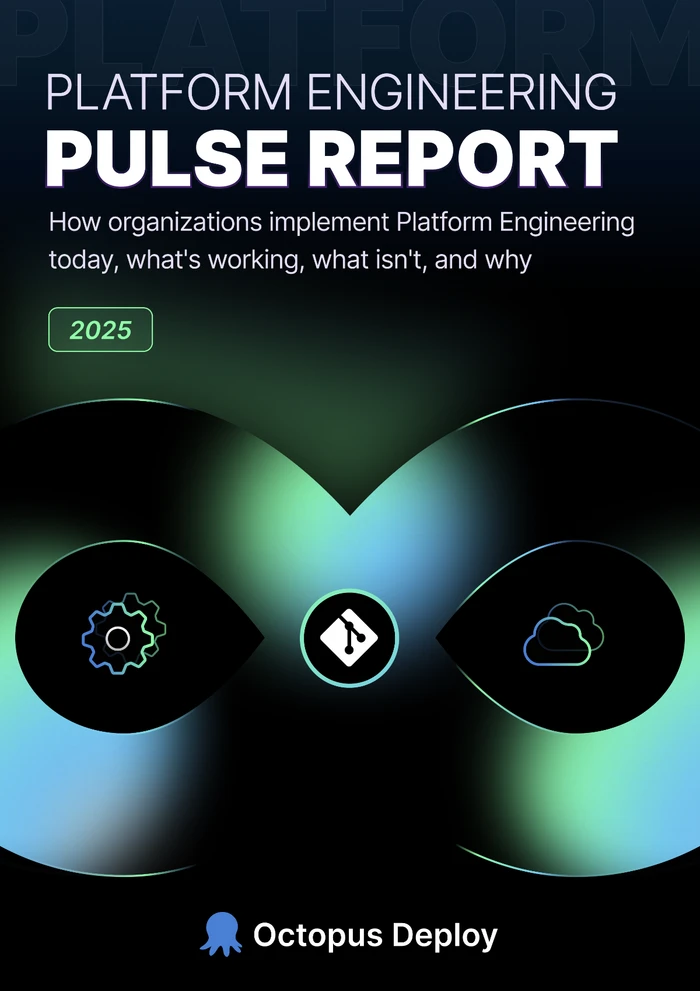 PLATFORM
PLATFORM ENGINEERING
PULSE REPORT
How organizations implement Platform Engineering
today, what's working, what isn't, and why
2025
Octopus Deploy